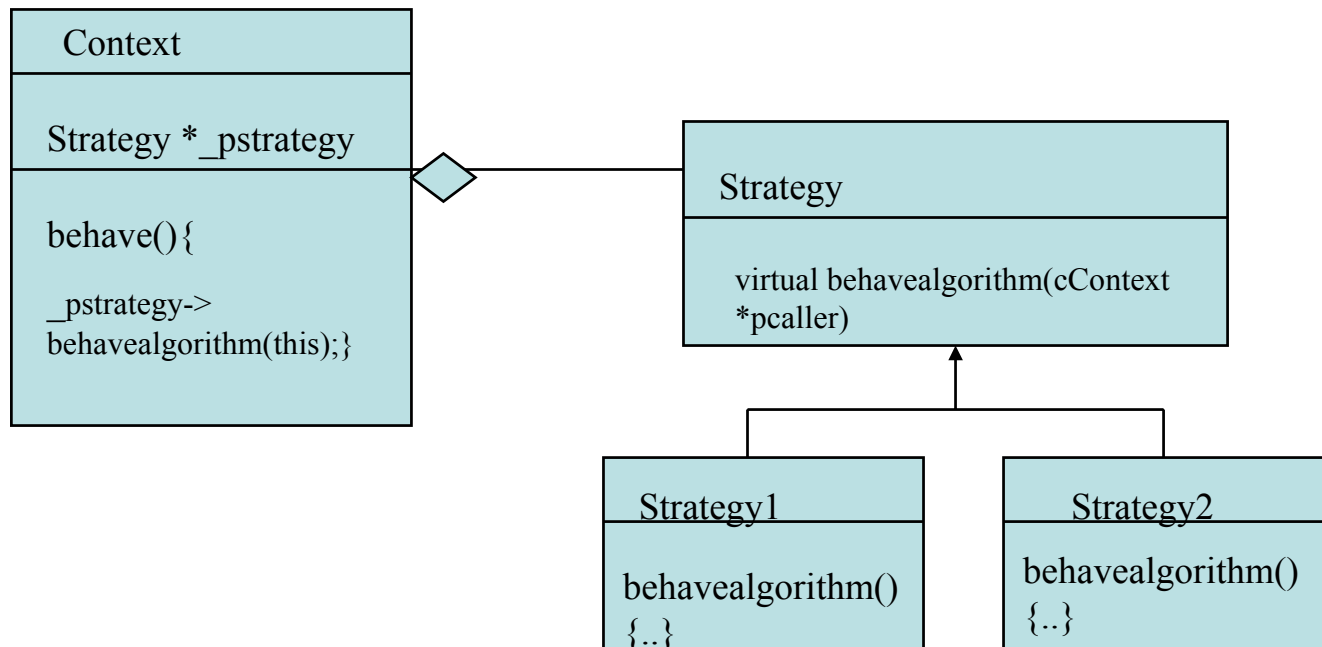 Context
Strategy *_pstrategy
behave(){
_pstrategy->
behavealgorithm(this);}
Strategy
virtual behavealgorithm(cContext
*pcaller)
Strategy1
behavealgorithm()
{..}
Strategy2
behavealgorithm()
{..}